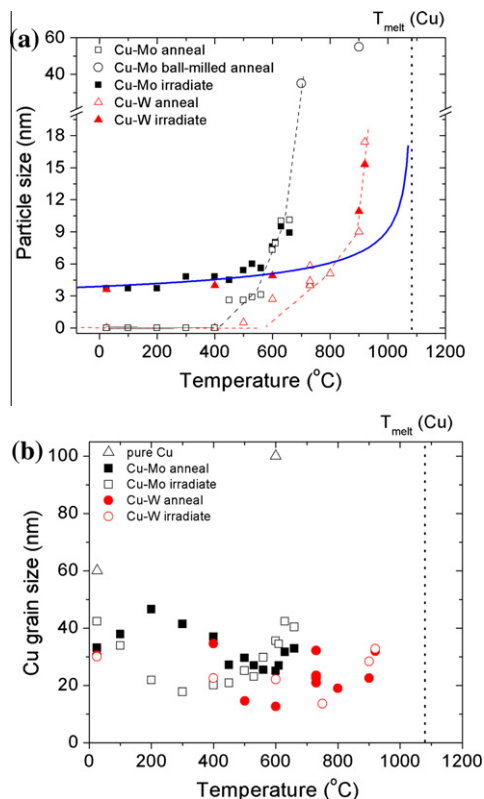 T melt (Cu)
(a)
60
40
18
15
12
9
6
3
0
Particle size (nm)
Cu-Mo anneal
Cu-Mo ball-milled anneal
Cu-Mo irradiate
Cu-W anneal
Cu-W irradiate
0 200 400 600 800 1000 1200
Temperature (°C)
T melt (Cu)
(b)
100
80
60
40
20
0
Cu grain size (nm)
pure Cu
Cu-Mo anneal
Cu-Mo irradiate
Cu-W anneal
Cu-W irradiate
0 200 400 600 800 1000 1200
Temperature (°C)